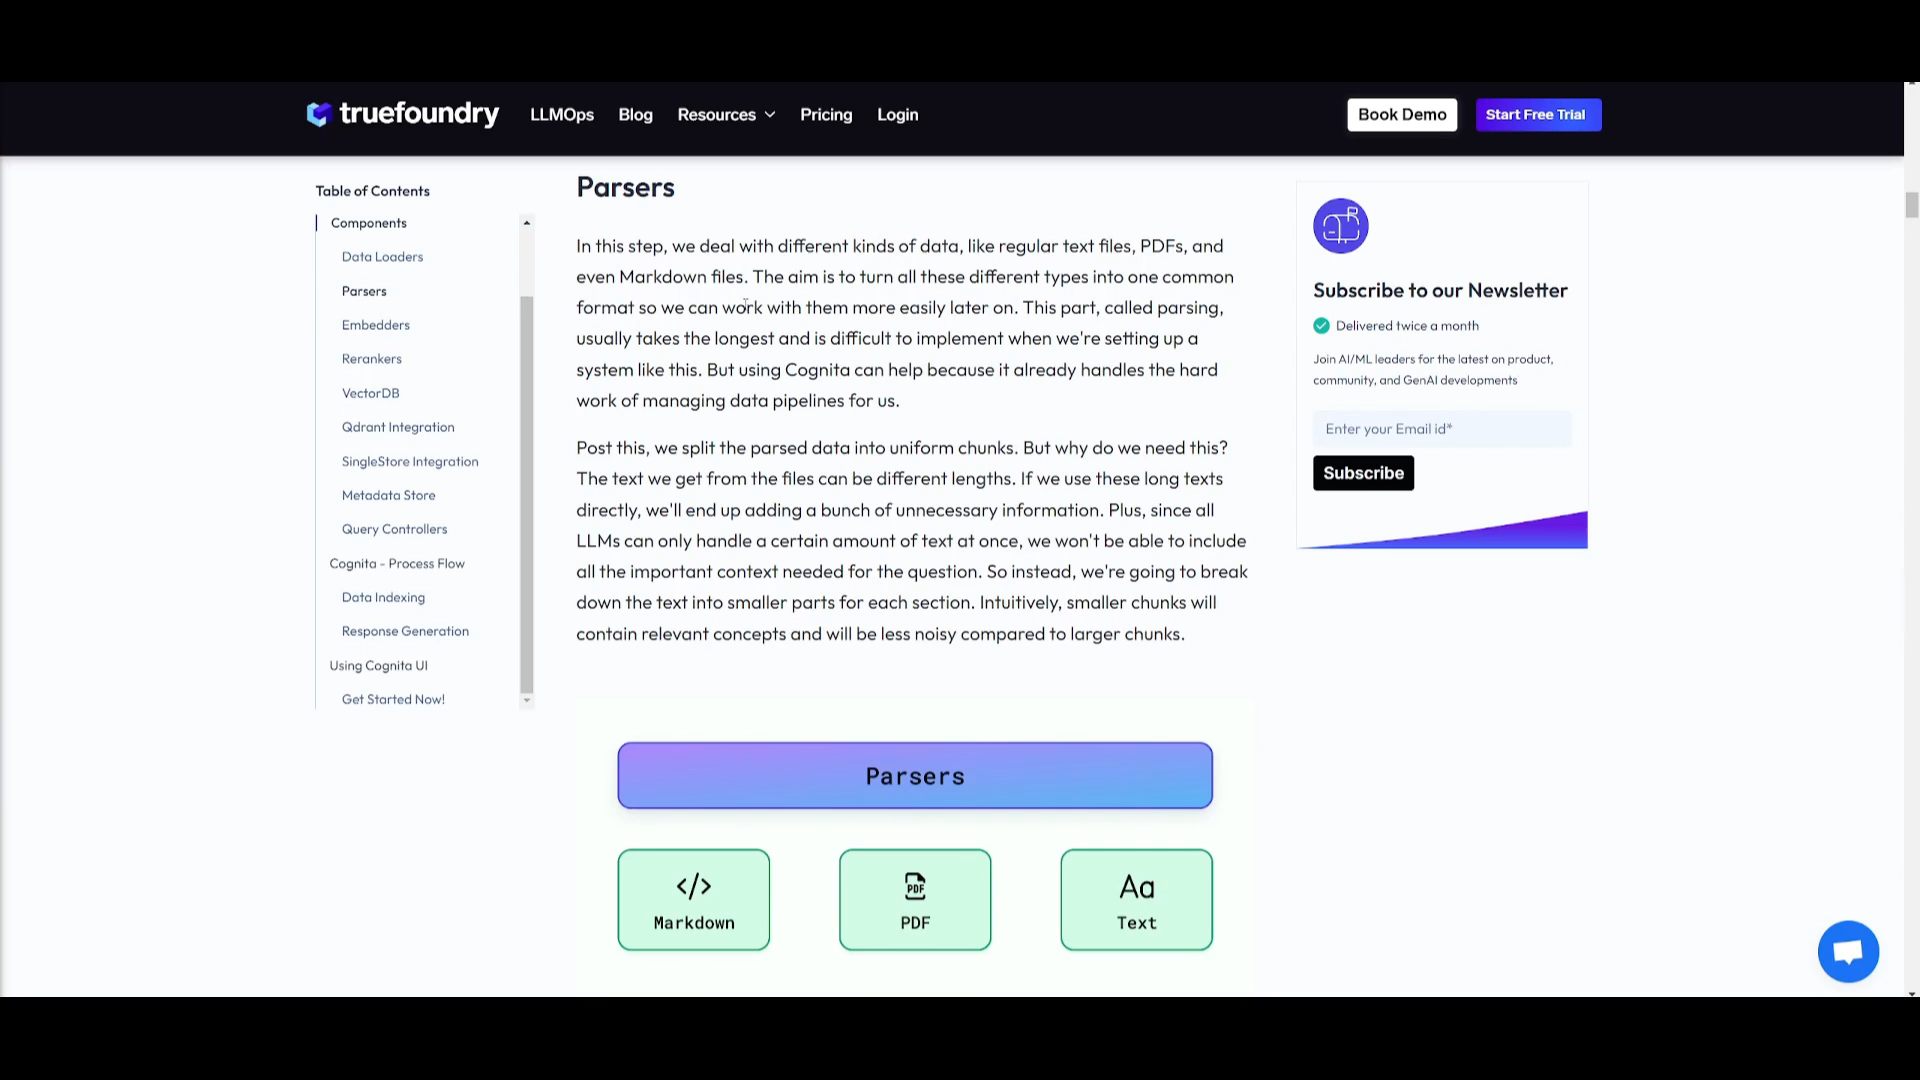 truefoundry
LLMOps
Blog
Resources
Pricing
Login
Book Demo
Start Free Trial
Table of Contents
Components
Data Loaders
Parsers
Embedders
Rerankers
VectorDB
Qdrant Integration
SingleStore Integration
Metadata Store
Query Controllers
Cognita - Process Flow
Data Indexing
Response Generation
Using Cognita UI
Get Started Now!
Parsers
In this step, we deal with different kinds of data, like regular text files, PDFs, and
even Markdown files. The aim is to turn all these different types into one common
format so we can work with them more easily later on. This part, called parsing,
usually takes the longest and is difficult to implement when we're setting up a
system like this. But using Cognita can help because it already handles the hard
work of managing data pipelines for us.
Post this, we split the parsed data into uniform chunks. But why do we need this?
The text we get from the files can be different lengths. If we use these long texts
directly, we'll end up adding a bunch of unnecessary information. Plus, since all
LLMs can only handle a certain amount of text at once, we won't be able to include
all the important context needed for the question. So instead, we're going to break
down the text into smaller parts for each section. Intuitively, smaller chunks will
contain relevant concepts and will be less noisy compared to larger chunks.
Parsers
</>
Markdown
PDF
PDF
Aa
Text
Subscribe to our Newsletter
Delivered twice a month
Join AI/ML leaders for the latest on product,
community, and GenAI developments
Enter your Email id*
Subscribe